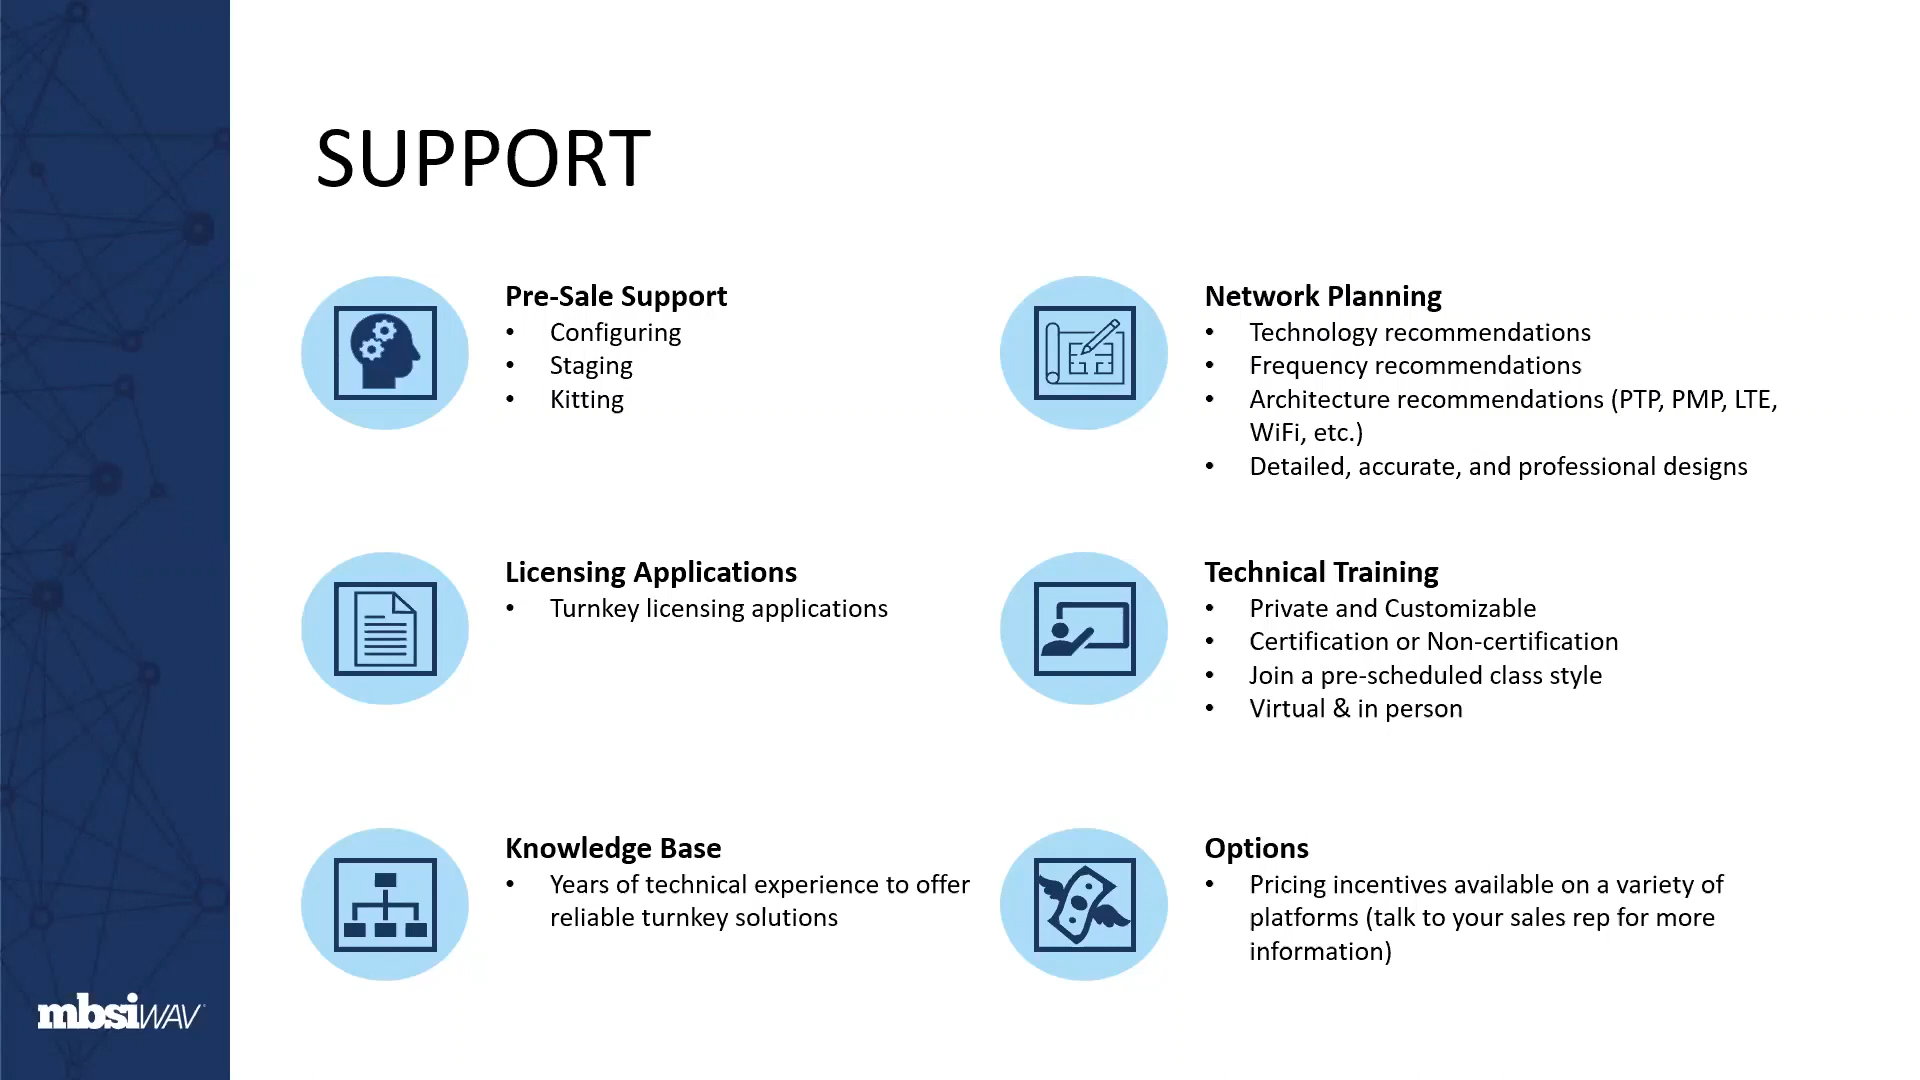 SUPPORT
Pre-Sale Support
• Configuring
• Staging
• Kitting
Network Planning
• Technology recommendations
• Frequency recommendations
• Architecture recommendations (PTP, PMP, LTE,
WiFi, etc.)
• Detailed, accurate, and professional designs
Licensing Applications
• Turnkey licensing applications
Technical Training
• Private and Customizable
• Certification or Non-certification
• Join a pre-scheduled class style
• Virtual & in person
Knowledge Base
• Years of technical experience to offer
reliable turnkey solutions
Options
• Pricing incentives available on a variety of
platforms (talk to your sales rep for more
information)
mbsiWAV